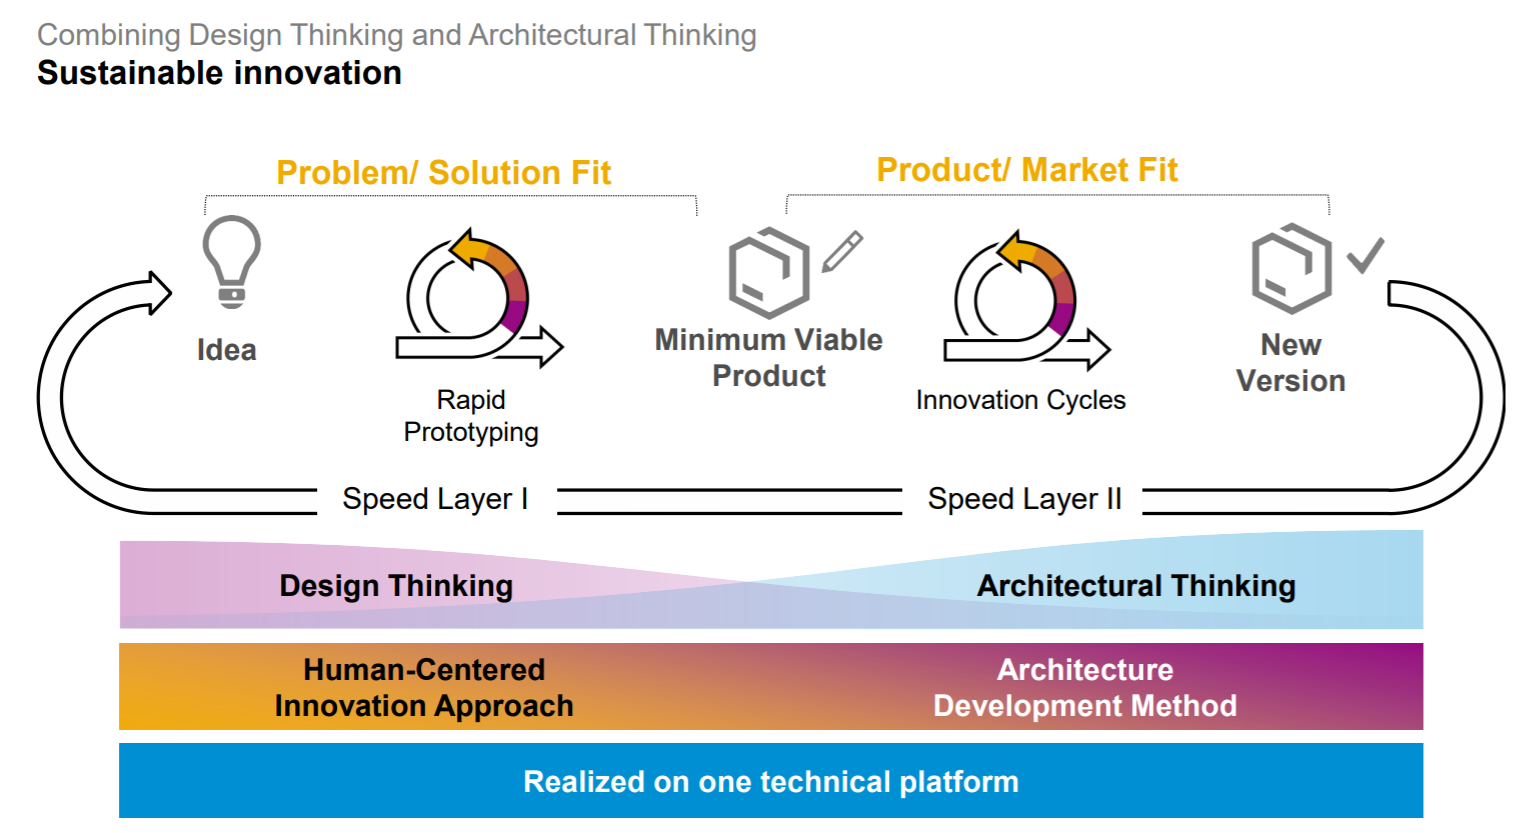 Combining Design Thinking and Architectural Thinking
Sustainable innovation
Problem/ Solution Fit
Product/ Market Fit
Idea
Rapid
Prototyping
Minimum Viable
Product
Innovation Cycles
New
Version
Speed Layer I
Speed Layer II
Design Thinking
Architectural Thinking
Human-Centered
Innovation Approach
Architecture
Development Method
Realized on one technical platform